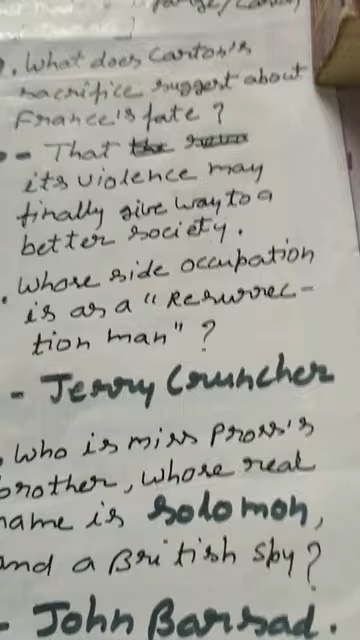 . What does Carton's
sacrifice suggest about
France's fate?
- That
its violence may
finally give way to a
better society.
. Whose side occupation
is as a "Resurrec-
tion man"?
- Jerry Cruncher
. Who is miss Pross's
brother, whose real
name is Solomon,
and a British spy?
- John Barsad.